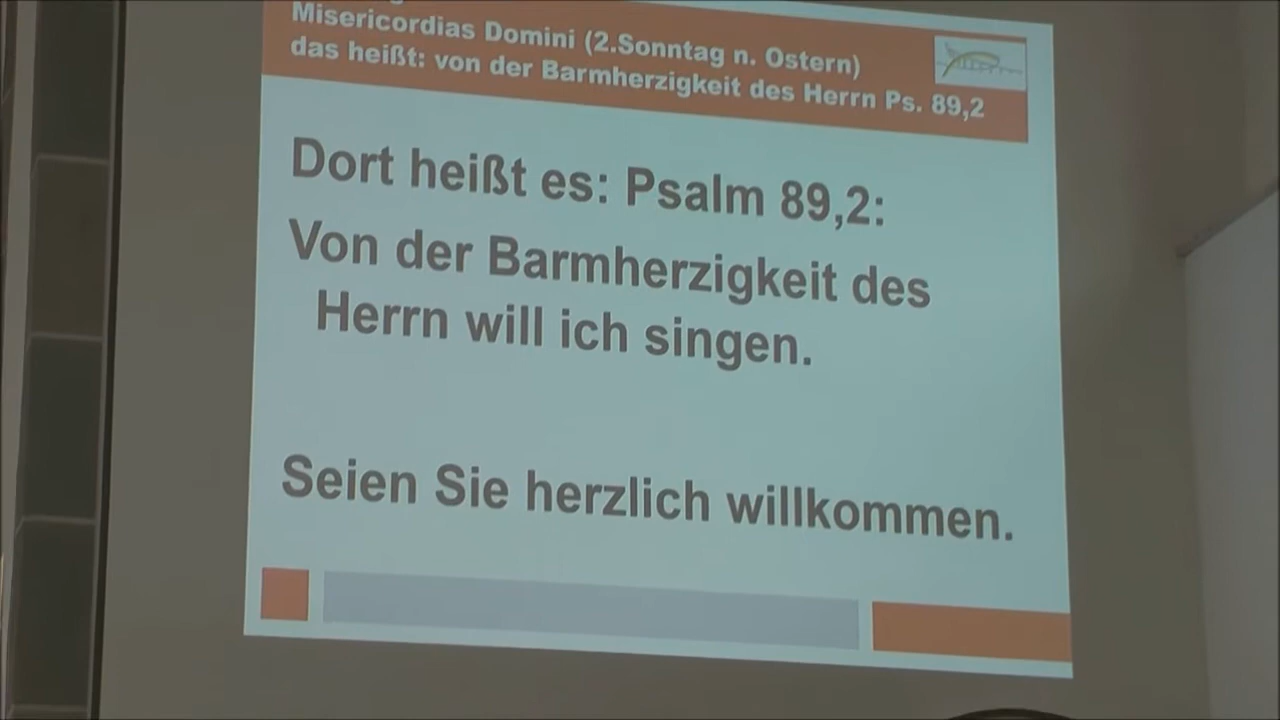 Misericordias Domini (2.Sonntag n. Ostern)
das heißt: von der Barmherzigkeit des Herrn Ps. 89,2
Dort heißt es: Psalm 89,2:
Von der Barmherzigkeit des
Herrn will ich singen.
Seien Sie herzlich willkommen.